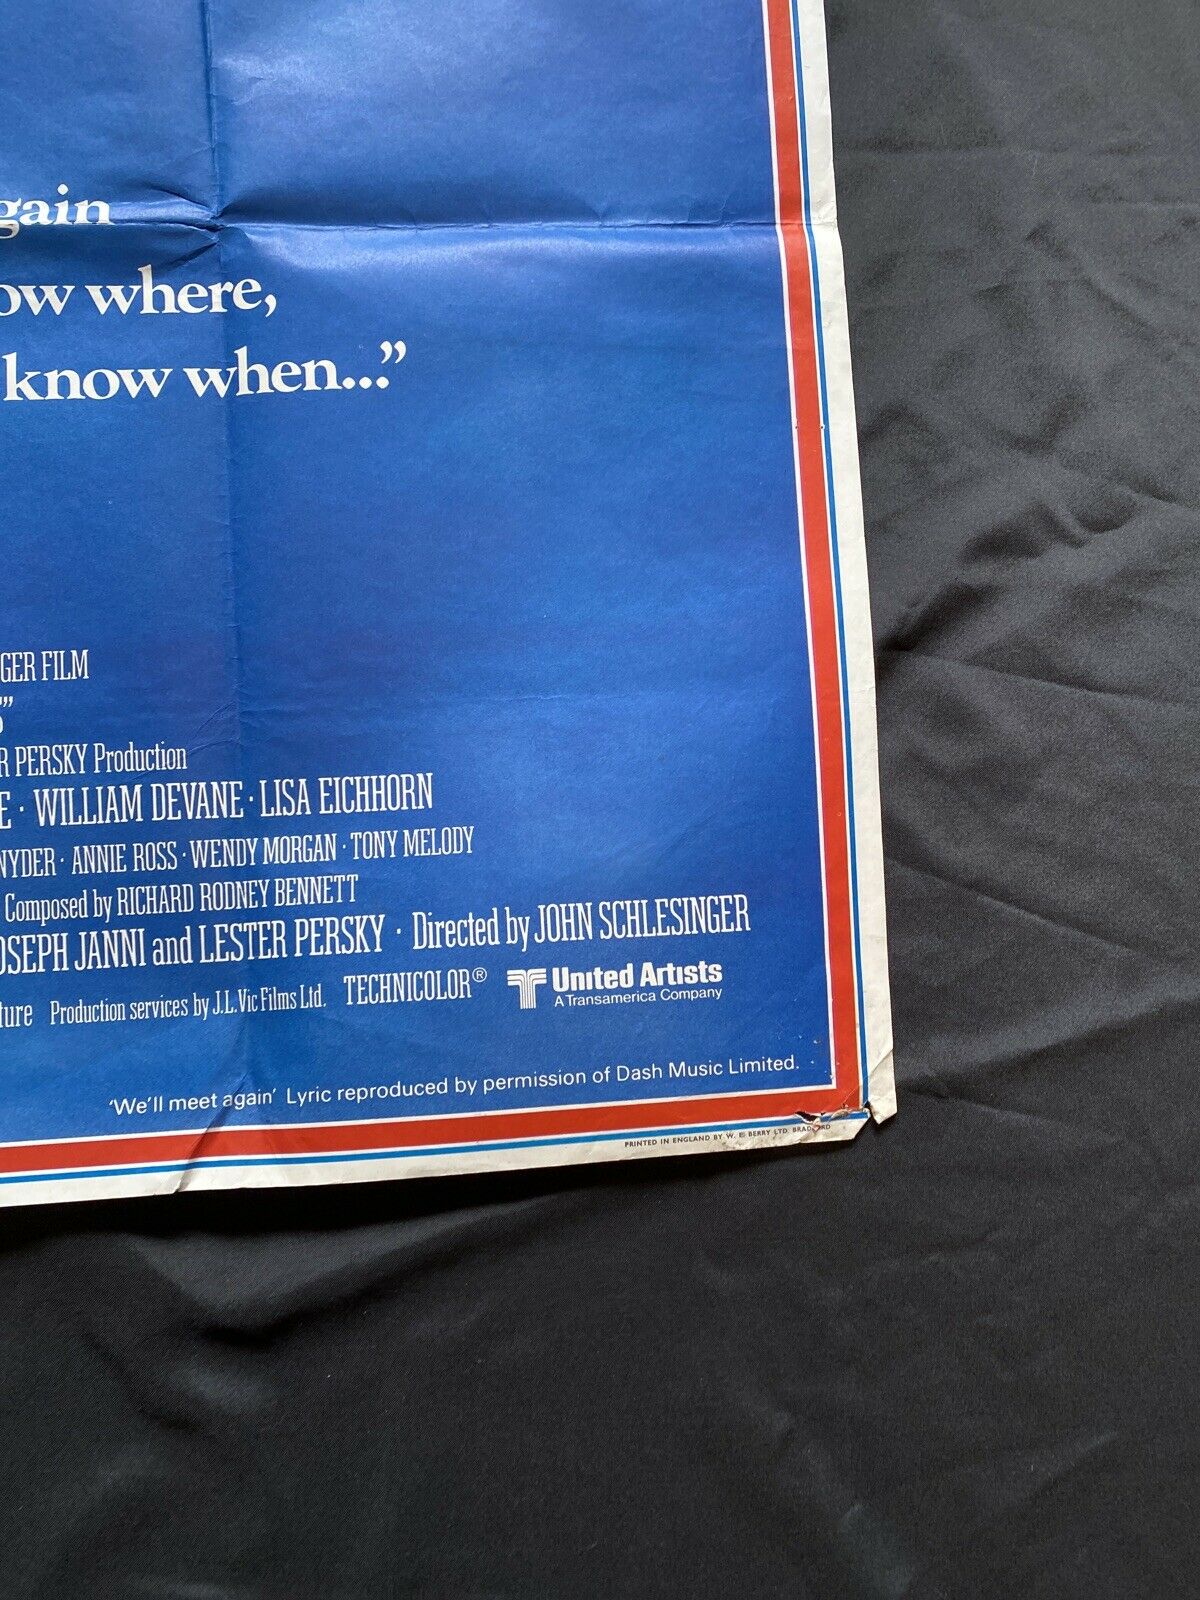 gain
ow where,
know when..."
GER FILM
R PERSKY Production
E · WILLIAM DEVANE · LISA EICHHORN
NYDER · ANNIE ROSS · WENDY MORGAN · TONY MELODY
Composed by RICHARD RODNEY BENNETT
OSEPH JANNI and LESTER PERSKY · Directed by JOHN SCHLESINGER
ture Production services by J.L.Vic Films Ltd. TECHNICOLOR® United Artists
A Transamerica Company
'We'll meet again' Lyric reproduced by permission of Dash Music Limited.
PRINTED IN ENGLAND BY W. E. BERRY LTD. BRADFORD